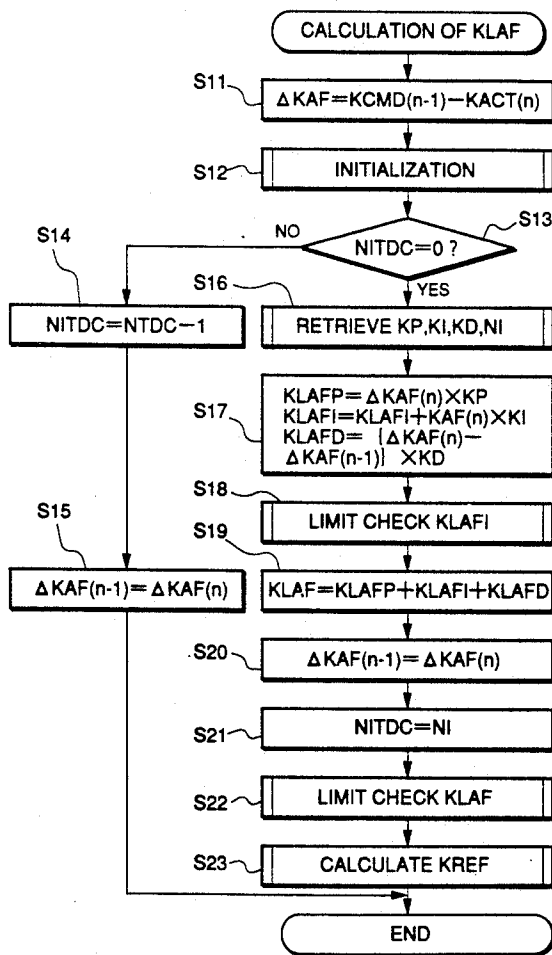 CALCULATION OF KLAF
S11
ΔKAF=KCMD(n-1)-KACT(n)
S12
INITIALIZATION
S13
NITDC=0 ?
NO
YES
S14
NITDC=NTDC-1
S15
ΔKAF(n-1)=ΔKAF(n)
S16
RETRIEVE KP,KI,KD,NI
S17
KLAFP=ΔKAF(n)×KP
KLAFI=KLAFI+KAF(n)×KI
KLAFD= {ΔKAF(n)-
ΔKAF(n-1)} ×KD
S18
LIMIT CHECK KLAFI
S19
KLAF=KLAFP+KLAFI+KLAFD
S20
ΔKAF(n-1)=ΔKAF(n)
S21
NITDC=NI
S22
LIMIT CHECK KLAF
S23
CALCULATE KREF
END